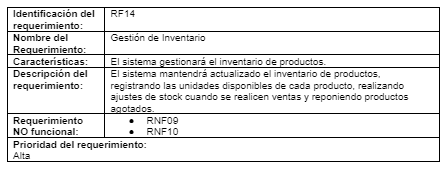 Identificación del requerimiento: RF14
Nombre del Requerimiento: Gestión de Inventario
Características: El sistema gestionará el inventario de productos.
Descripción del requerimiento: El sistema mantendrá actualizado el inventario de productos,
registrando las unidades disponibles de cada producto, realizando
ajustes de stock cuando se realicen ventas y reponiendo productos
agotados.
Requerimiento NO funcional:
● RNF09
● RNF10
Prioridad del requerimiento:
Alta